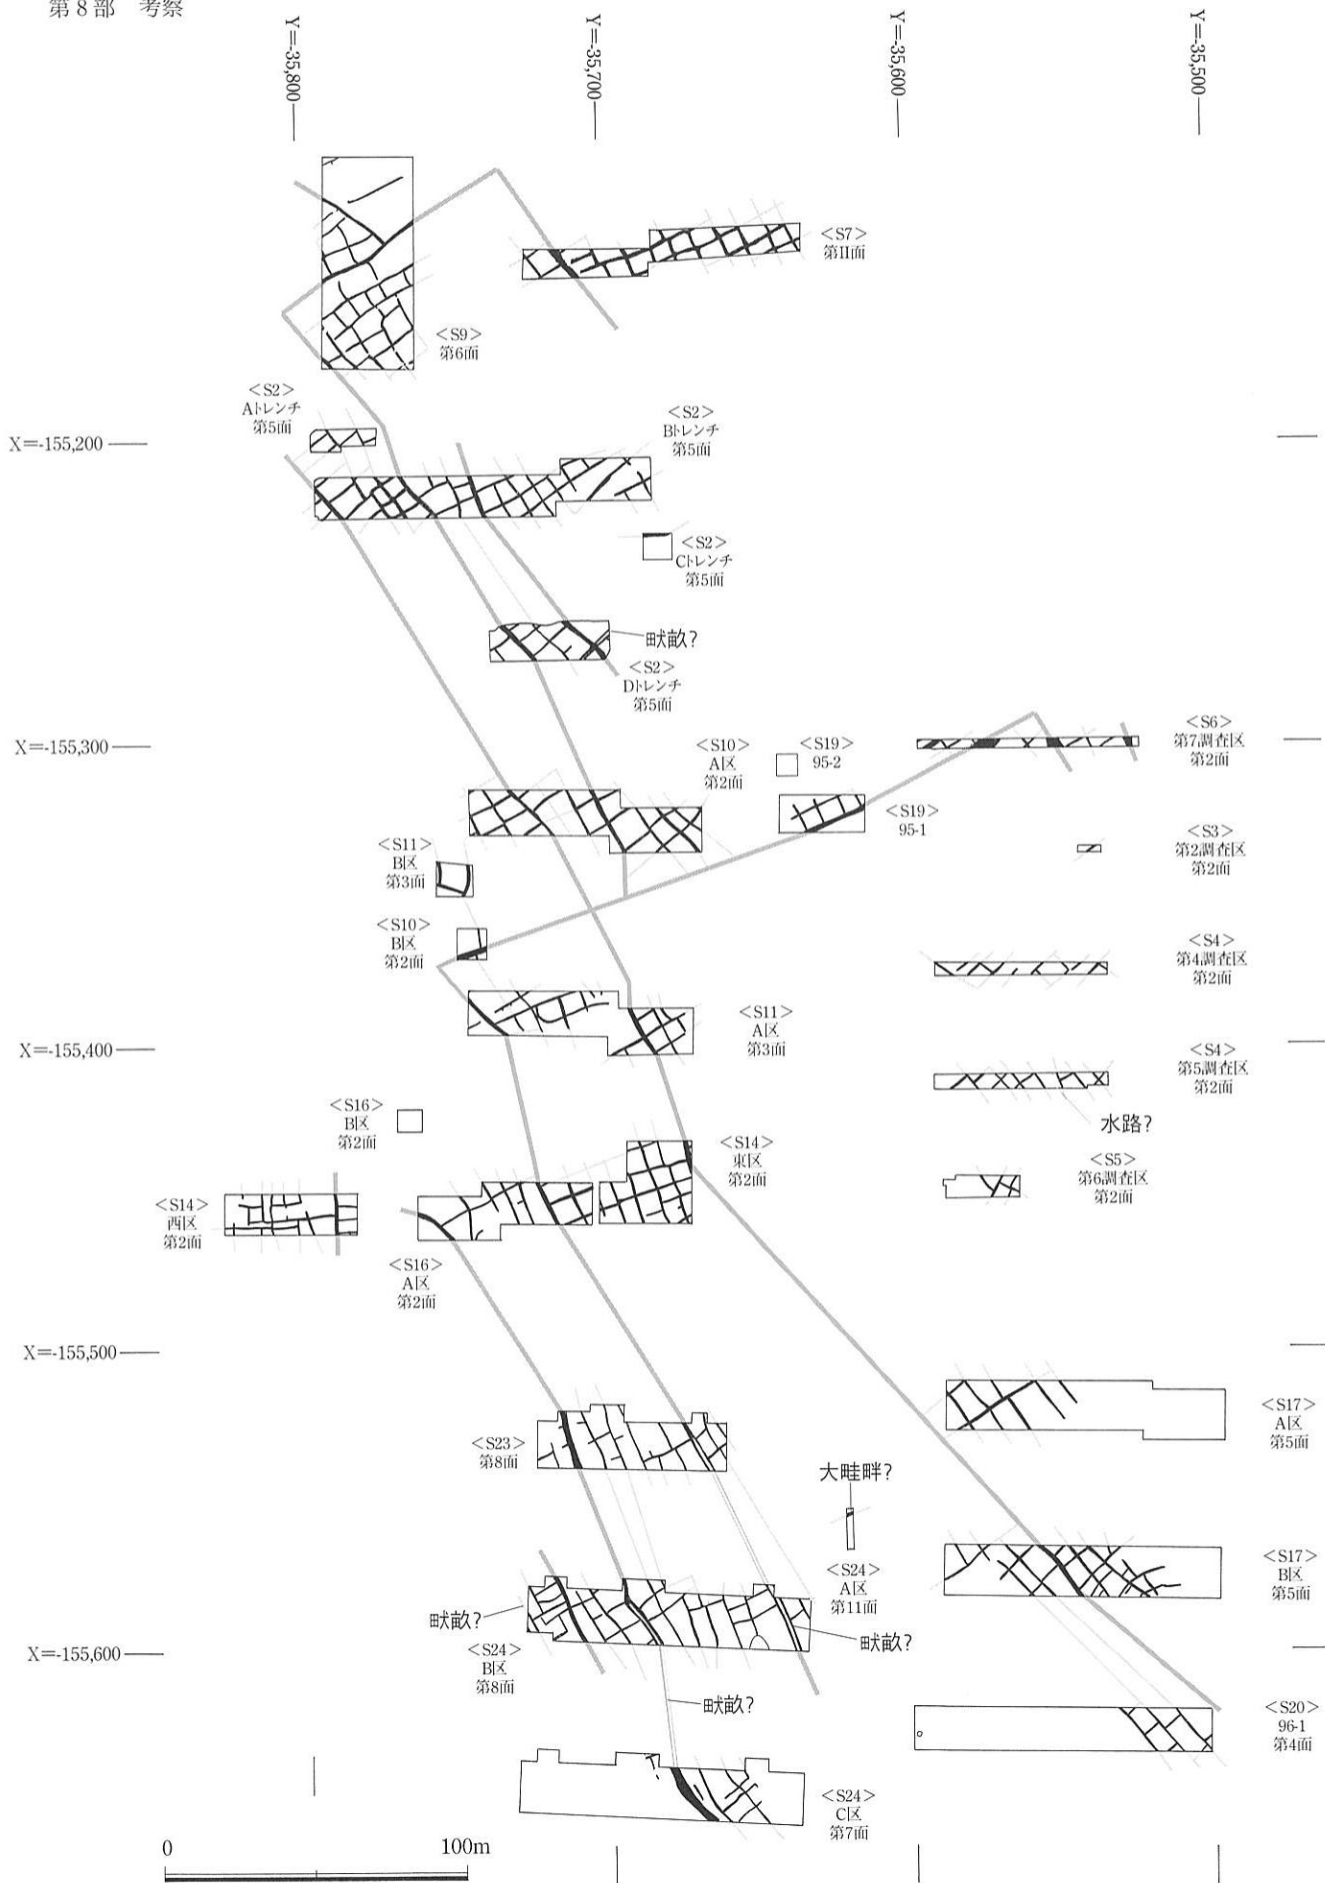 第8部 考察
Y=-35,800
Y=-35,700
Y=-35,600
Y=-35,500
<S7>
第II面
<S9>
第6面
<S2>
Aトレンチ
第5面
<S2>
Bトレンチ
第5面
X=-155,200
<S2>
Cトレンチ
第5面
畎畝?
<S2>
Dトレンチ
第5面
X=-155,300
<S10>
A区
第2面
<S19>
95-2
<S6>
第7調査区
第2面
<S19>
95-1
<S3>
第2調査区
第2面
<S11>
B区
第3面
<S10>
B区
第2面
<S4>
第4調査区
第2面
<S11>
A区
第3面
X=-155,400
<S4>
第5調査区
第2面
水路?
<S16>
B区
第2面
<S14>
東区
第2面
<S5>
第6調査区
第2面
<S14>
西区
第2面
<S16>
A区
第2面
X=-155,500
<S17>
A区
第5面
<S23>
第8面
大畦畔?
<S24>
A区
第11面
<S17>
B区
第5面
畎畝?
<S24>
B区
第8面
畎畝?
X=-155,600
畎畝?
<S20>
96-1
第4面
<S24>
C区
第7面
0 100m